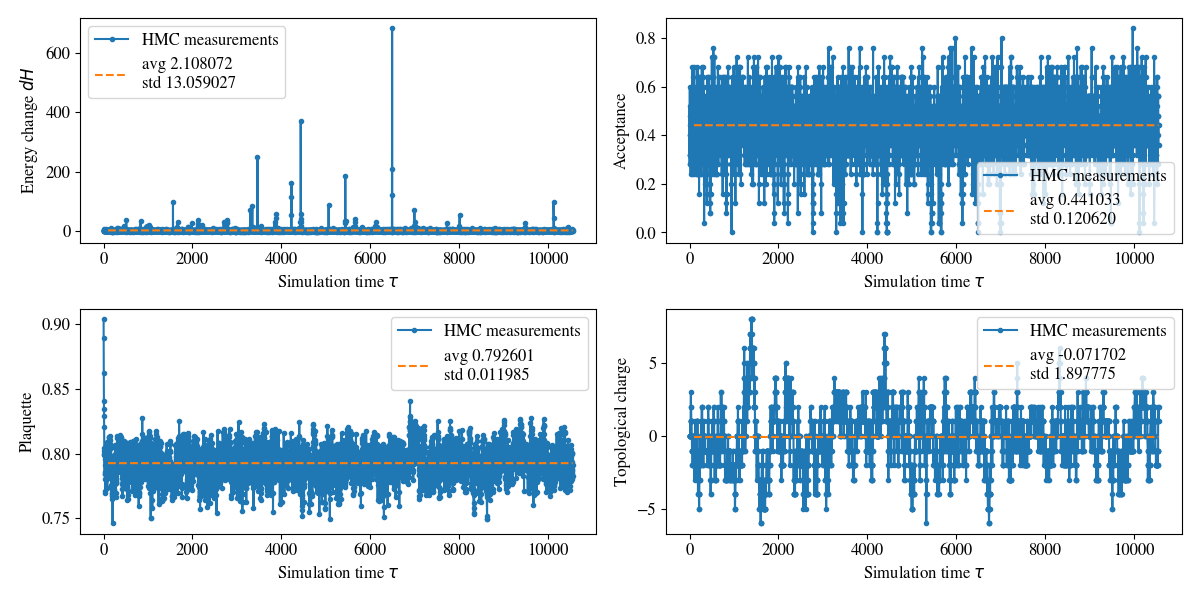 Energy change dH
600
400
200
0
HMC measurements
avg 2.108072
std 13.059027
0 2000 4000 6000 8000 10000
Simulation time τ
Acceptance
0.8
0.6
0.4
0.2
0.0
HMC measurements
avg 0.441033
std 0.120620
0 2000 4000 6000 8000 10000
Simulation time τ
Plaquette
0.90
0.85
0.80
0.75
HMC measurements
avg 0.792601
std 0.011985
0 2000 4000 6000 8000 10000
Simulation time τ
Topological charge
5
0
−5
HMC measurements
avg -0.071702
std 1.897775
0 2000 4000 6000 8000 10000
Simulation time τ